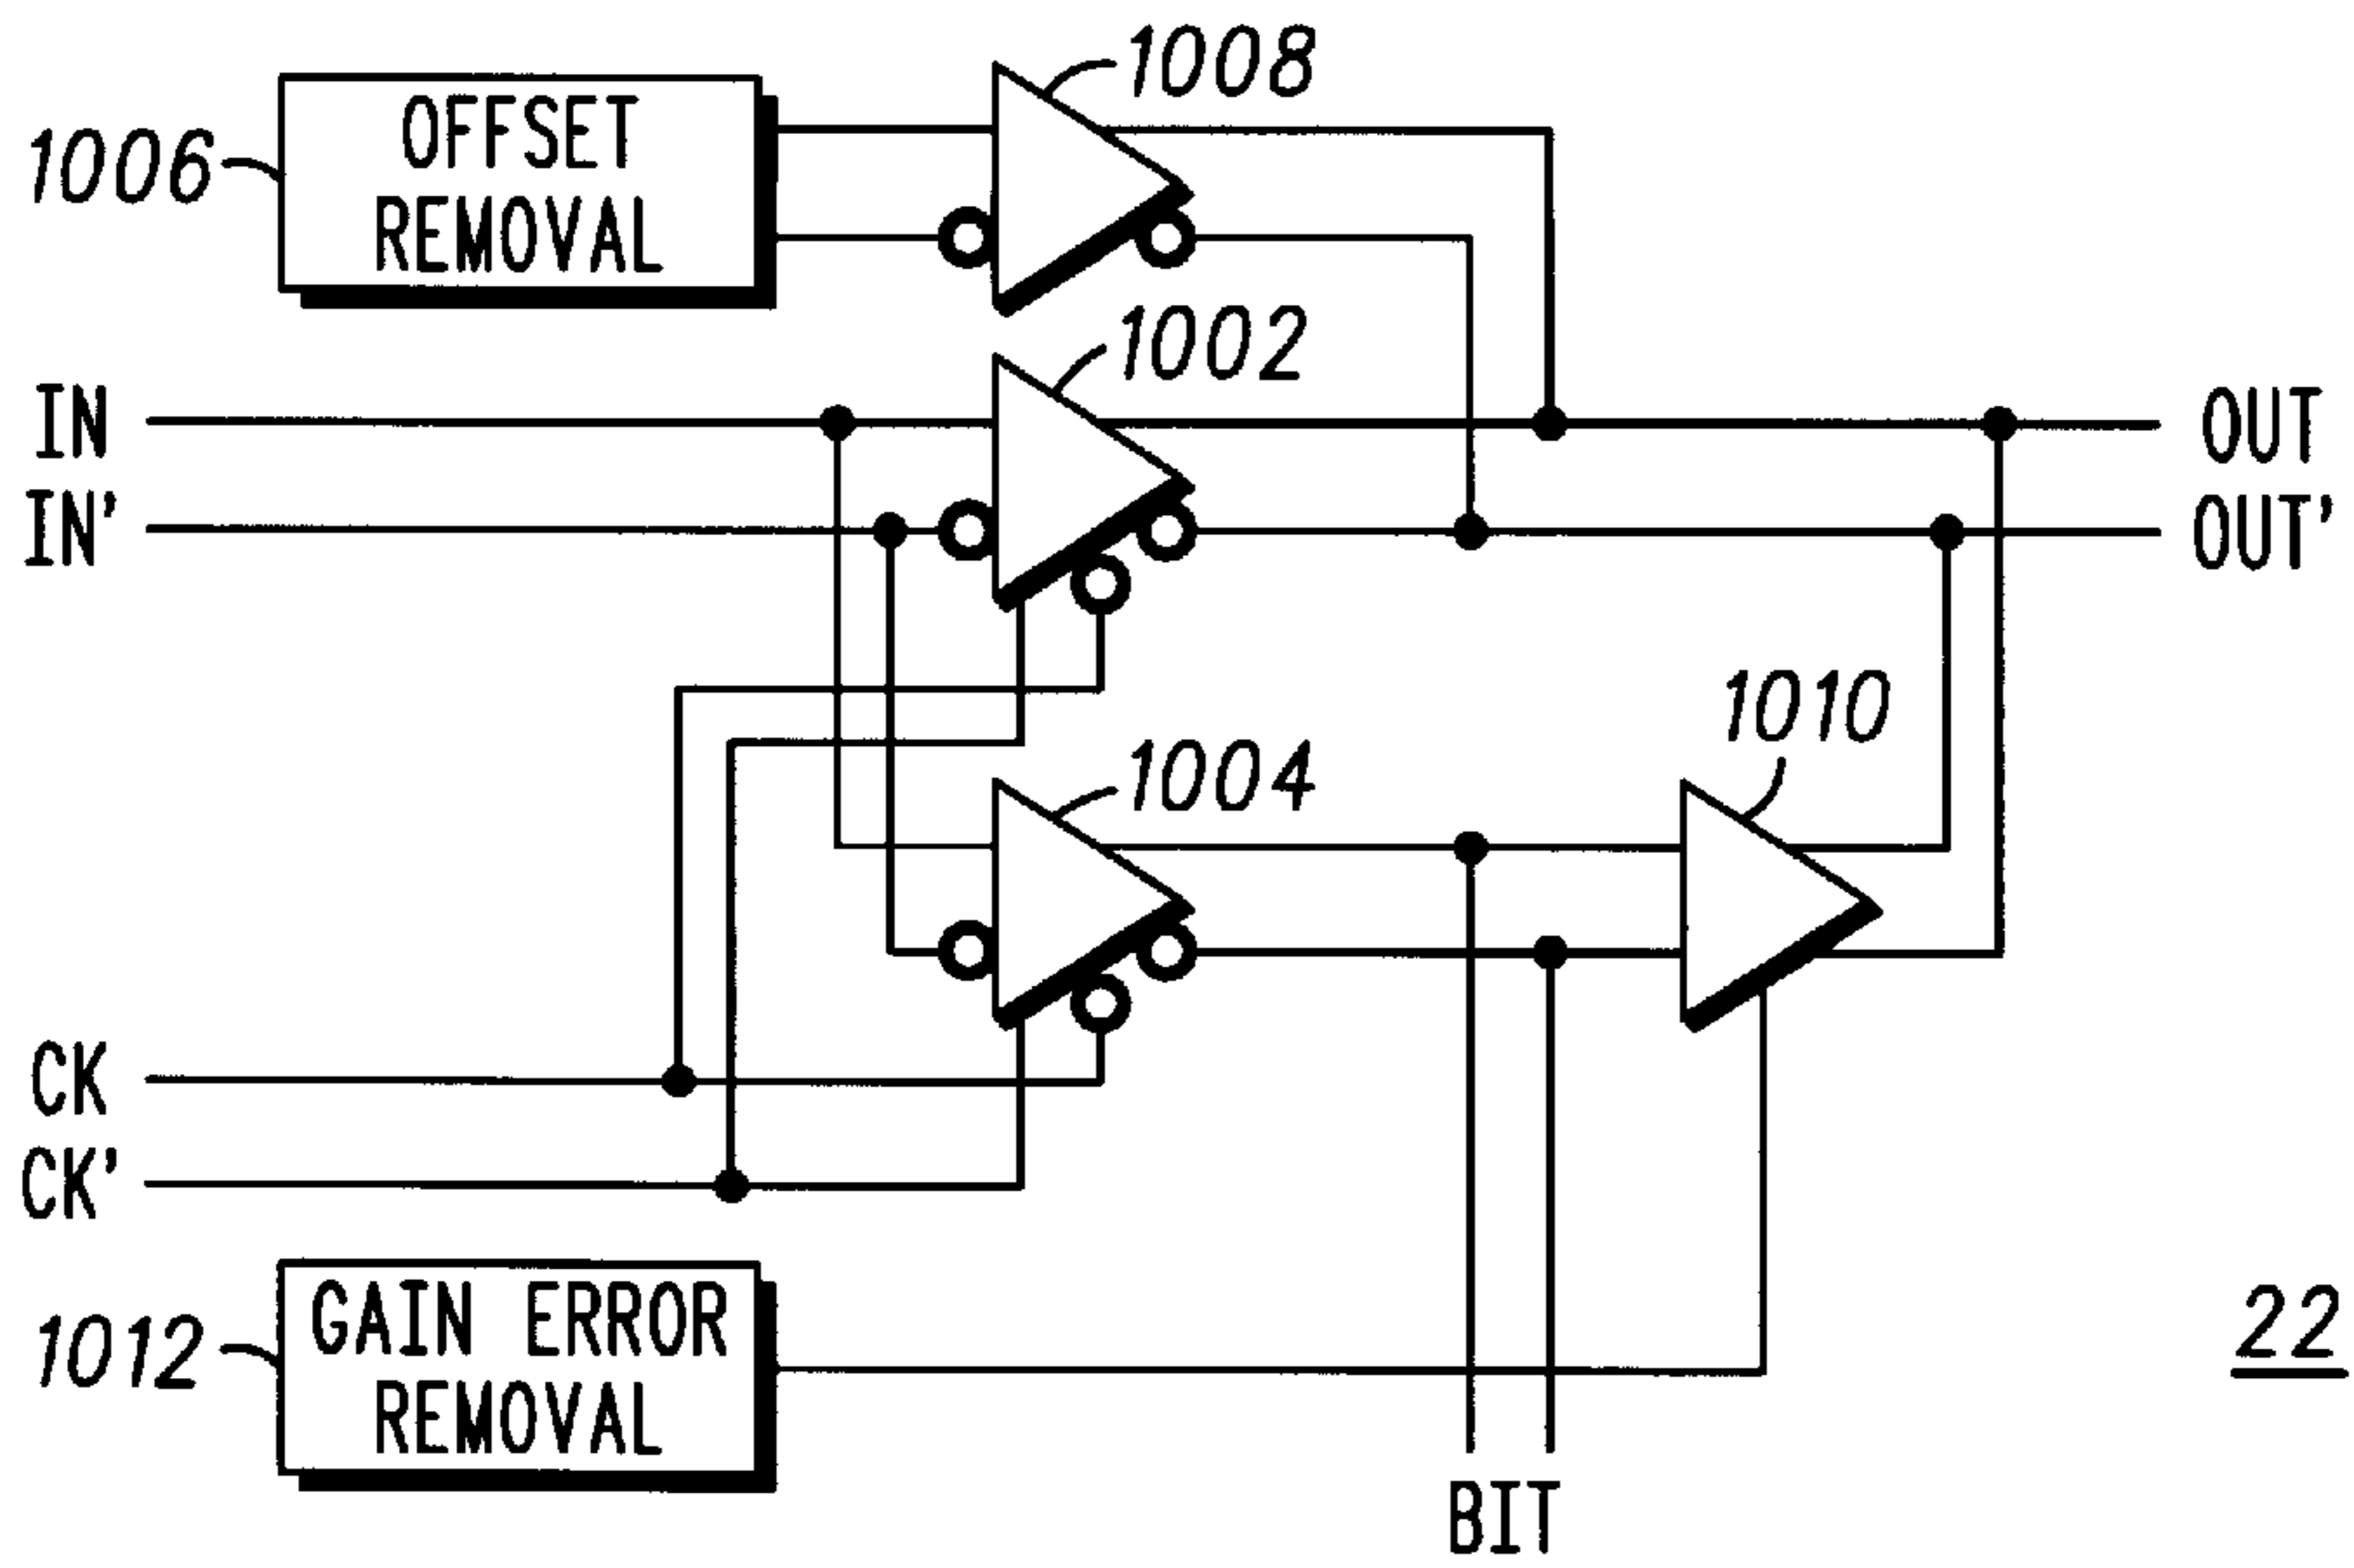 1008
OFFSET
REMOVAL
1006
1002
IN
OUT
IN'
OUT'
1010
1004
CK
CK'
GAIN ERROR
REMOVAL
1012
22
BIT